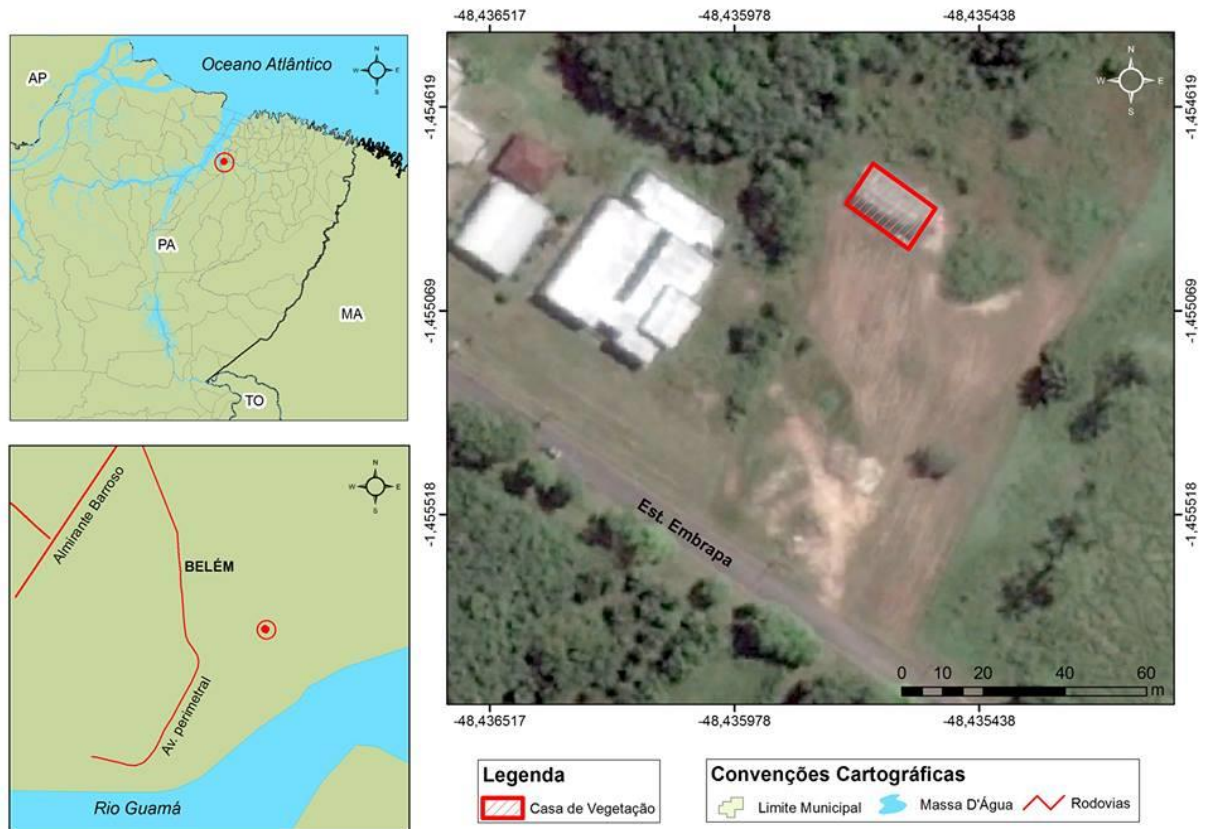 Oceano Atlântico
N
W
E
S
AP
PA
MA
TO
N
W
E
S
Almirante Barroso
BELÉM
Av. perimetral
Rio Guamá
-48,436517
-48,435978
-48,435438
N
W
E
S
-1,454619
-1,454619
-1,455069
-1,455069
-1,455518
-1,455518
Est. Embrapa
0 10 20 40 60
m
-48,436517
-48,435978
-48,435438
Legenda
Casa de Vegetação
Convenções Cartográficas
Limite Municipal
Massa D'Água
Rodovias